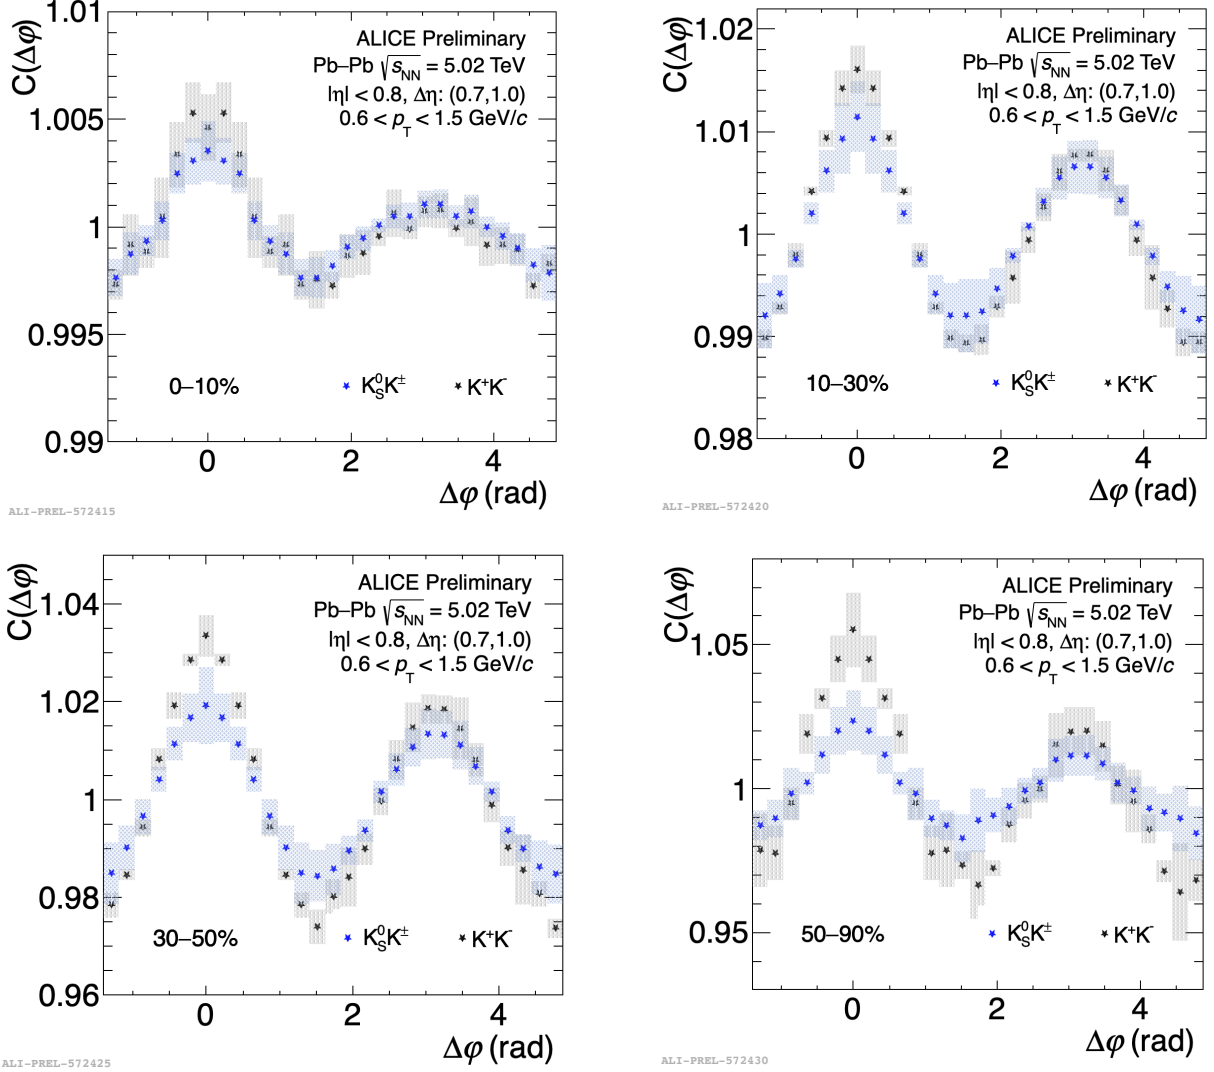 1.01
1.005
1
0.995
0.99
C(Δφ)
ALICE Preliminary
Pb–Pb √sNN = 5.02 TeV
|η| < 0.8, Δη: (0.7,1.0)
0.6 < pT < 1.5 GeV/c
0–10%
K0SK± K+K-
0 2 4
Δφ (rad)
ALI-PREL-572415
1.02
1.01
1
0.99
0.98
C(Δφ)
ALICE Preliminary
Pb–Pb √sNN = 5.02 TeV
|η| < 0.8, Δη: (0.7,1.0)
0.6 < pT < 1.5 GeV/c
10–30%
K0SK± K+K-
0 2 4
Δφ (rad)
ALI-PREL-572420
1.04
1.02
1
0.98
0.96
C(Δφ)
ALICE Preliminary
Pb–Pb √sNN = 5.02 TeV
|η| < 0.8, Δη: (0.7,1.0)
0.6 < pT < 1.5 GeV/c
30–50%
K0SK± K+K-
0 2 4
Δφ (rad)
ALI-PREL-572425
1.05
1
0.95
C(Δφ)
ALICE Preliminary
Pb–Pb √sNN = 5.02 TeV
|η| < 0.8, Δη: (0.7,1.0)
0.6 < pT < 1.5 GeV/c
50–90%
K0SK± K+K-
0 2 4
Δφ (rad)
ALI-PREL-572430